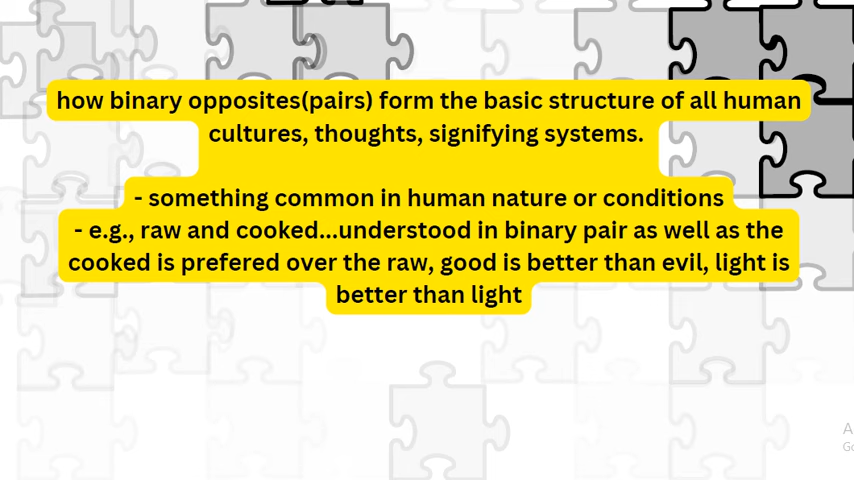 how binary opposites(pairs) form the basic structure of all human
cultures, thoughts, signifying systems.
- something common in human nature or conditions
- e.g., raw and cooked...understood in binary pair as well as the
cooked is prefered over the raw, good is better than evil, light is
better than light